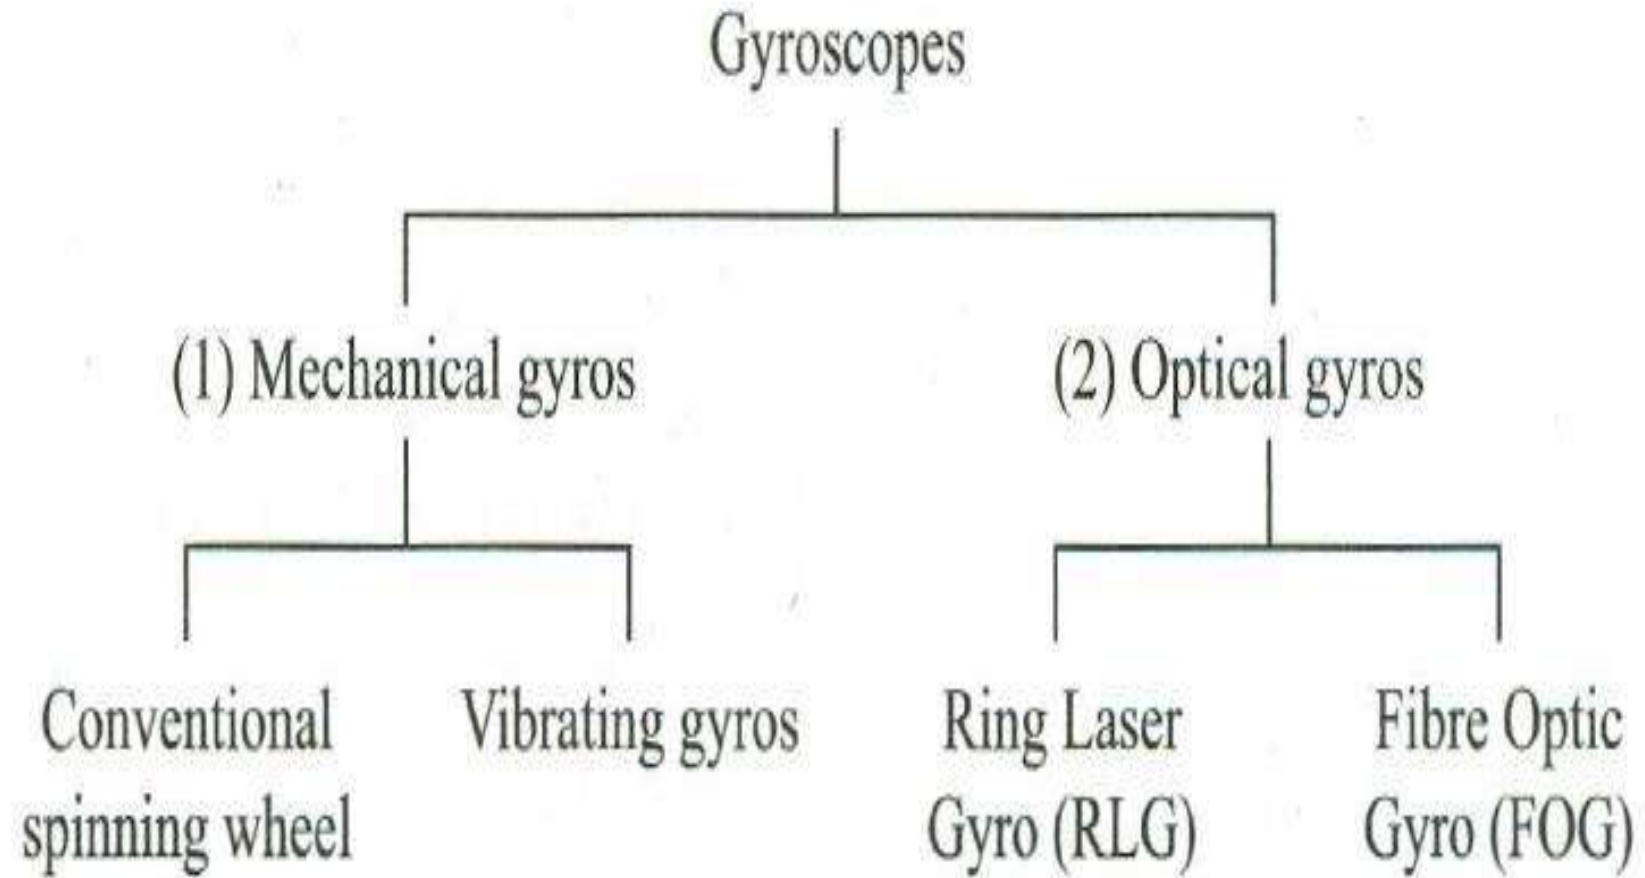 Gyroscopes
(1) Mechanical gyros
(2) Optical gyros
Conventional
spinning wheel
Vibrating gyros
Ring Laser
Gyro (RLG)
Fibre Optic
Gyro (FOG)